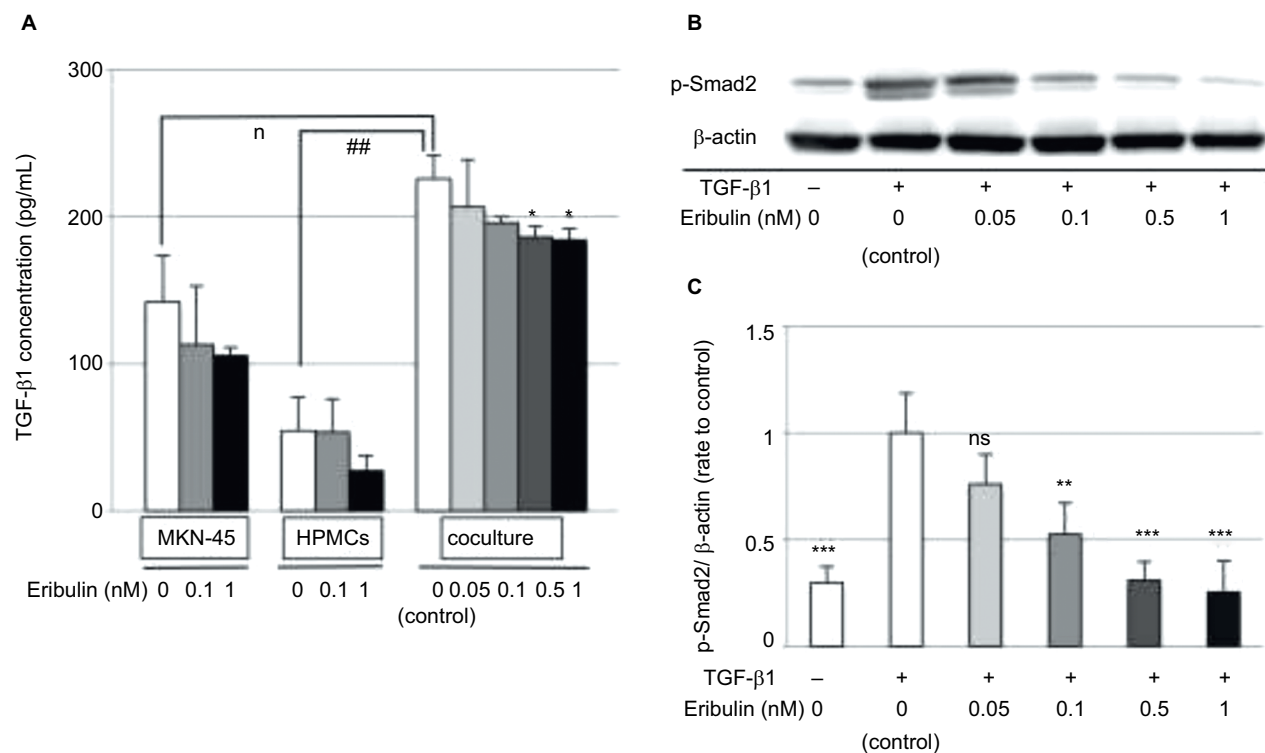 A
300
200
100
0
TGF-β1 concentration (pg/mL)
n
##
* *
MKN-45 HPMCs coculture
Eribulin (nM) 0 0.1 1 0 0.1 1 0 0.05 0.1 0.5 1
(control)
B
p-Smad2
β-actin
TGF-β1 – + + + + +
Eribulin (nM) 0 0 0.05 0.1 0.5 1
(control)
C
p-Smad2/ β-actin (rate to control)
1.5
1
0.5
0
*** ns ** *** ***
TGF-β1 – + + + + +
Eribulin (nM) 0 0 0.05 0.1 0.5 1
(control)